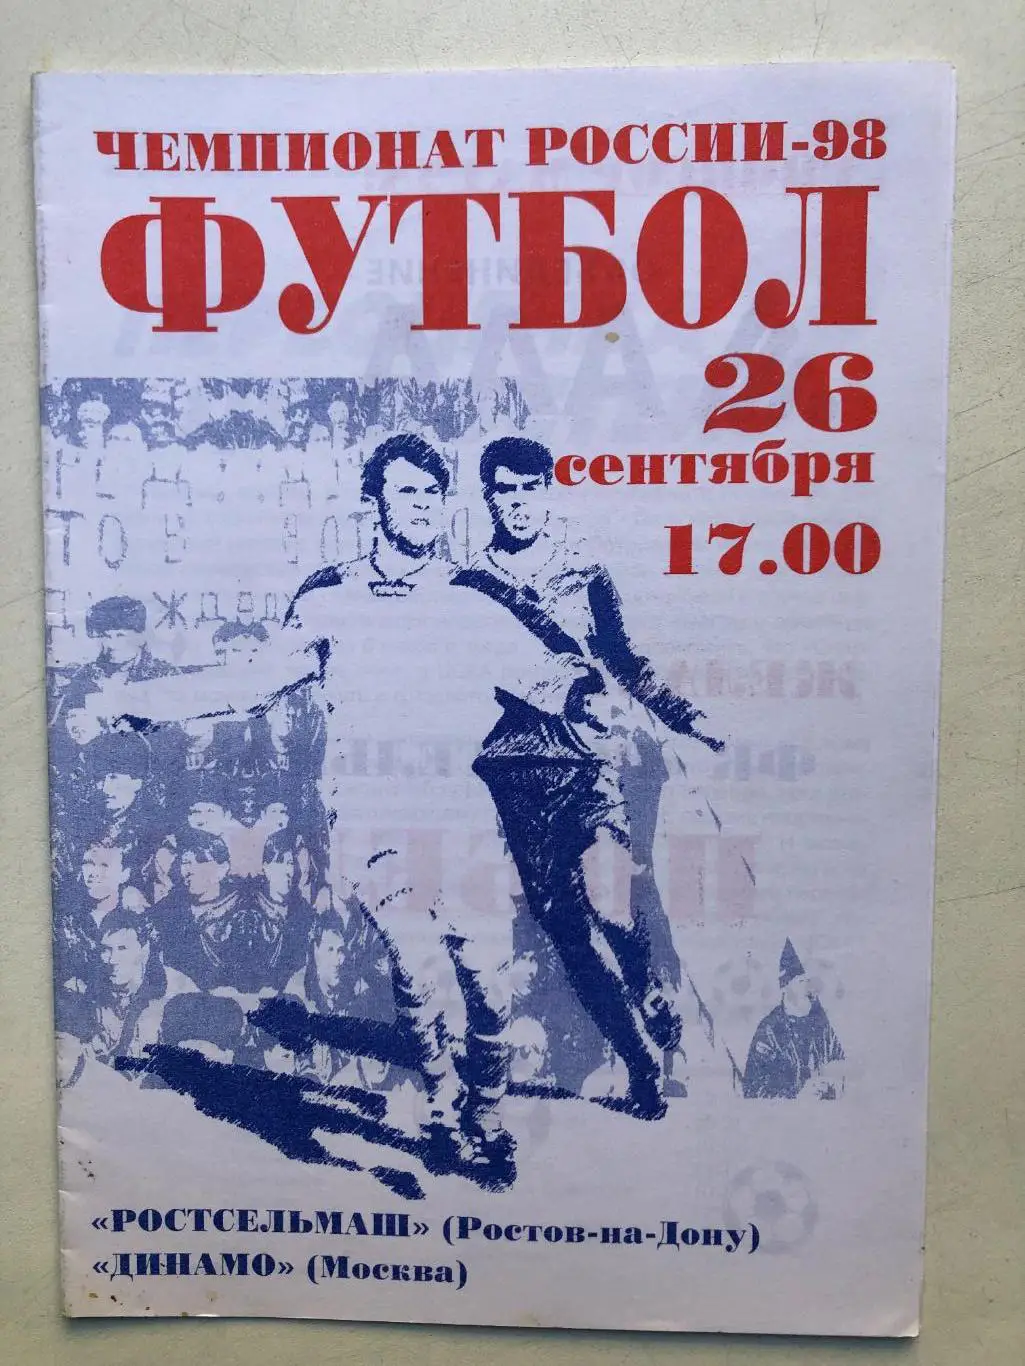 ЧЕМПИОНАТ РОССИИ-98
ФУТБОЛ
26
сентября
17.00
«РОСТСЕЛЬМАШ» (Ростов-на-Дону)
«ДИНАМО» (Москва)